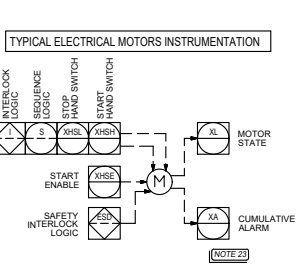 TYPICAL ELECTRICAL MOTORS INSTRUMENTATION
INTERLOCK
LOGIC
SEQUENCE
LOGIC
STOP
HAND SWITCH
START
HAND SWITCH
I
S
XHSL
XHSH
XL
MOTOR
STATE
START
ENABLE
XHSE
M
SAFETY
INTERLOCK
LOGIC
ESD
XA
CUMULATIVE
ALARM
NOTE 23